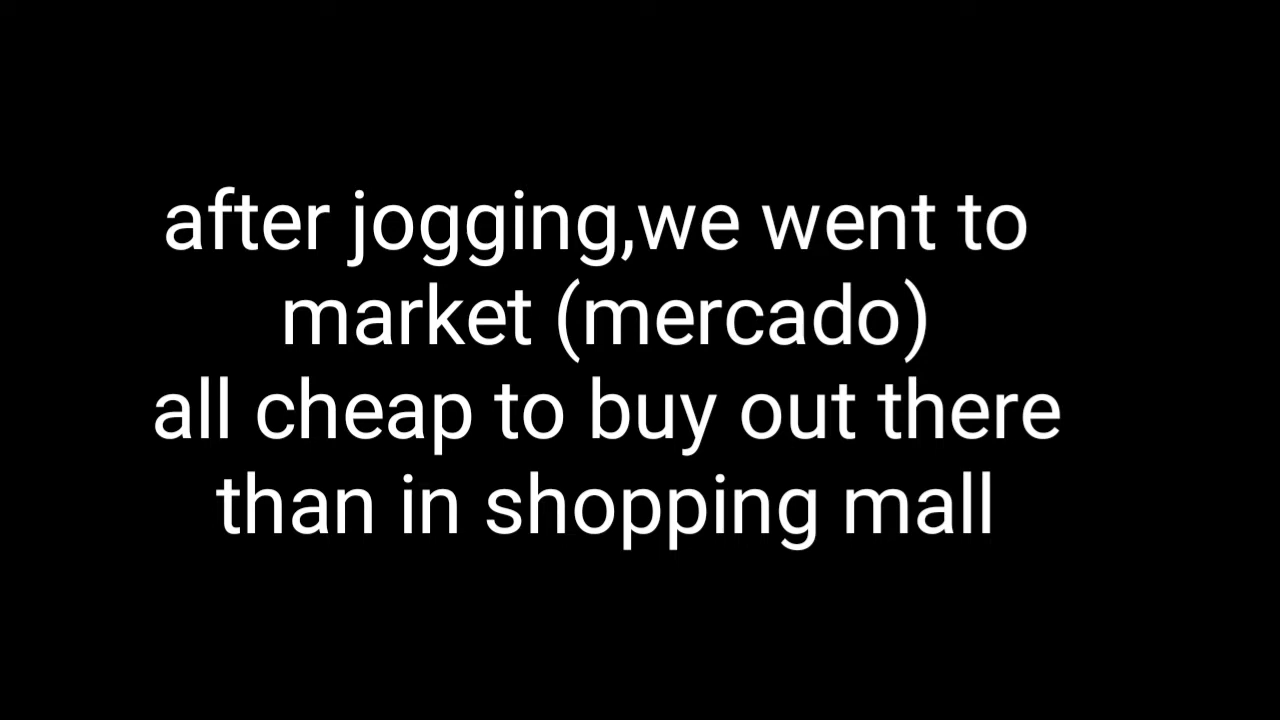 after jogging,we went to
market (mercado)
all cheap to buy out there
than in shopping mall